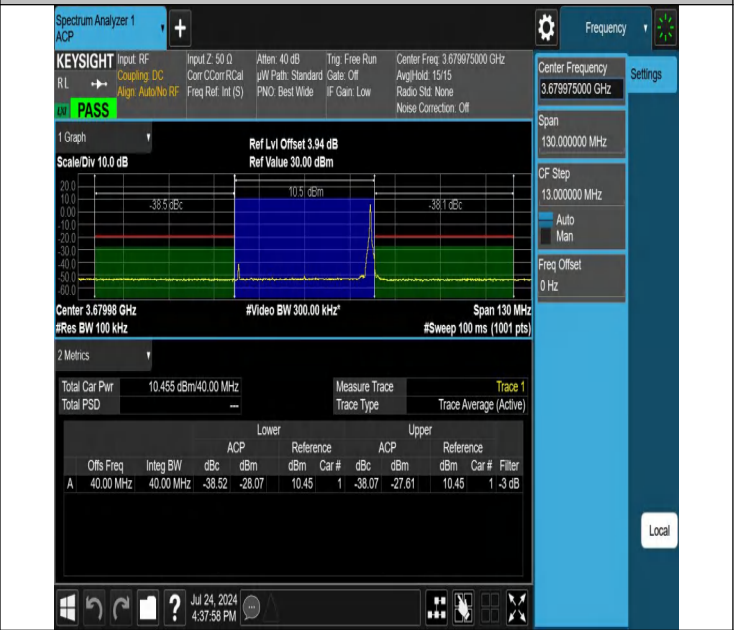 Spectrum Analyzer 1
ACP
+
Frequency
KEYSIGHT Input: RF Input Z: 50 Ω Atten: 40 dB Trig: Free Run Center Freq: 3.679975000 GHz
RL Coupling: DC Corr CCorr RCal µW Path: Standard Gate: Off Avg|Hold: 15/15
Align: Auto/No RF Freq Ref: Int (S) PNO: Best Wide IF Gain: Low Radio Std: None
PASS Noise Correction: Off
Center Frequency
3.679975000 GHz
Settings
Span
130.000000 MHz
CF Step
13.000000 MHz
Auto
Man
Freq Offset
0 Hz
1 Graph
Ref Lvl Offset 3.94 dB
Scale/Div 10.0 dB Ref Value 30.00 dBm
20.0
10.0
0.00
-10.0
-20.0
-30.0
-40.0
-50.0
-60.0
-38.5 dBc
10.5 dBm
-38.1 dBc
Center 3.67998 GHz #Video BW 300.00 kHz* Span 130 MHz
#Res BW 100 kHz #Sweep 100 ms (1001 pts)
2 Metrics
Total Car Pwr 10.455 dBm/40.00 MHz Measure Trace Trace 1
Total PSD --- Trace Type Trace Average (Active)
Lower Upper
ACP Reference ACP Reference
Offs Freq Integ BW dBc dBm dBm Car # dBc dBm dBm Car # Filter
A 40.00 MHz 40.00 MHz -38.52 -28.07 10.45 1 -38.07 -27.61 10.45 1 -3 dB
Local
?
Jul 24, 2024
4:37:58 PM